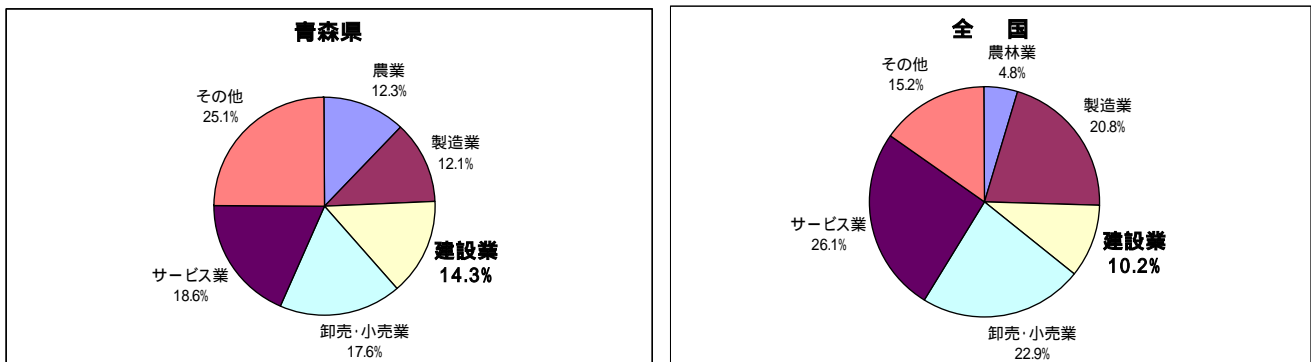 青森県
農業
12.3%
製造業
12.1%
建設業
14.3%
卸売･小売業
17.6%
サービス業
18.6%
その他
25.1%
全　国
農林業
4.8%
製造業
20.8%
建設業
10.2%
卸売･小売業
22.9%
サービス業
26.1%
その他
15.2%